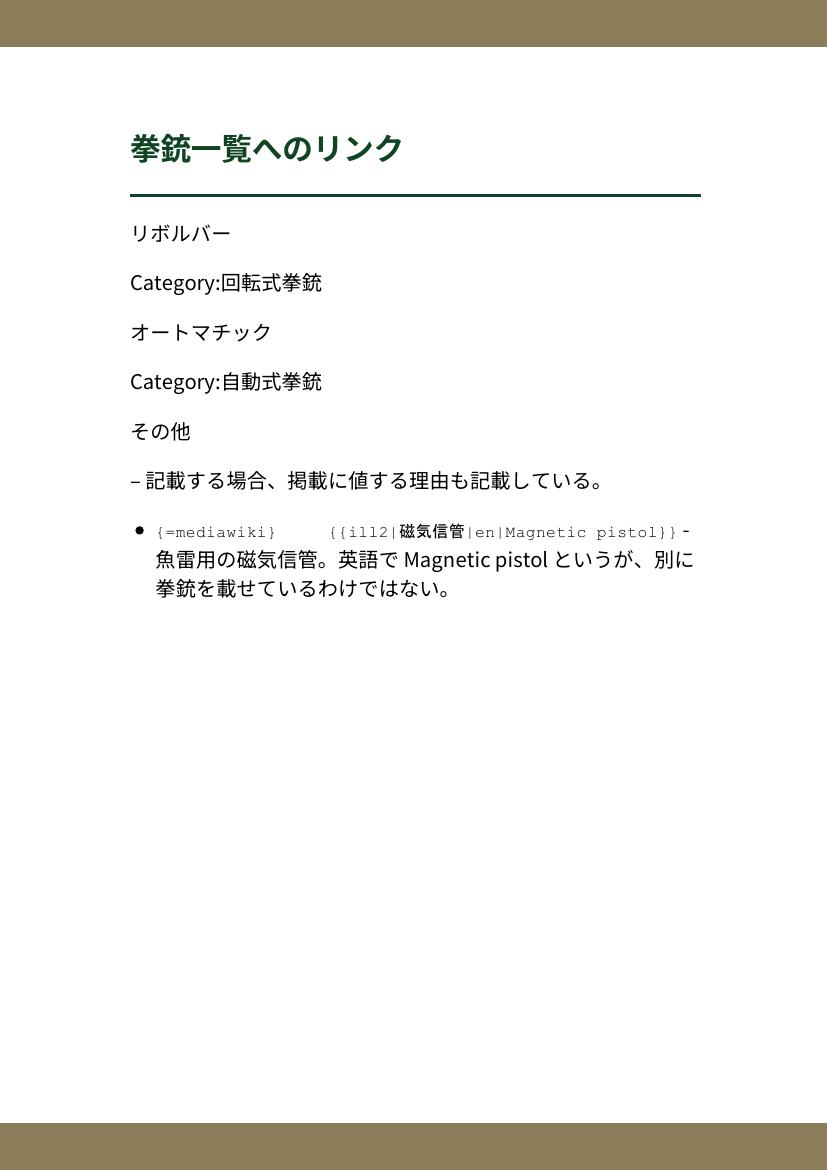 拳銃一覧へのリンク
リボルバー
Category:回転式拳銃
オートマチック
Category:自動式拳銃
その他
– 記載する場合、掲載に値する理由も記載している。
• {=mediawiki} {{ill2|磁気信管|en|Magnetic pistol}} -
魚雷用の磁気信管。英語で Magnetic pistol というが、別に
拳銃を載せているわけではない。